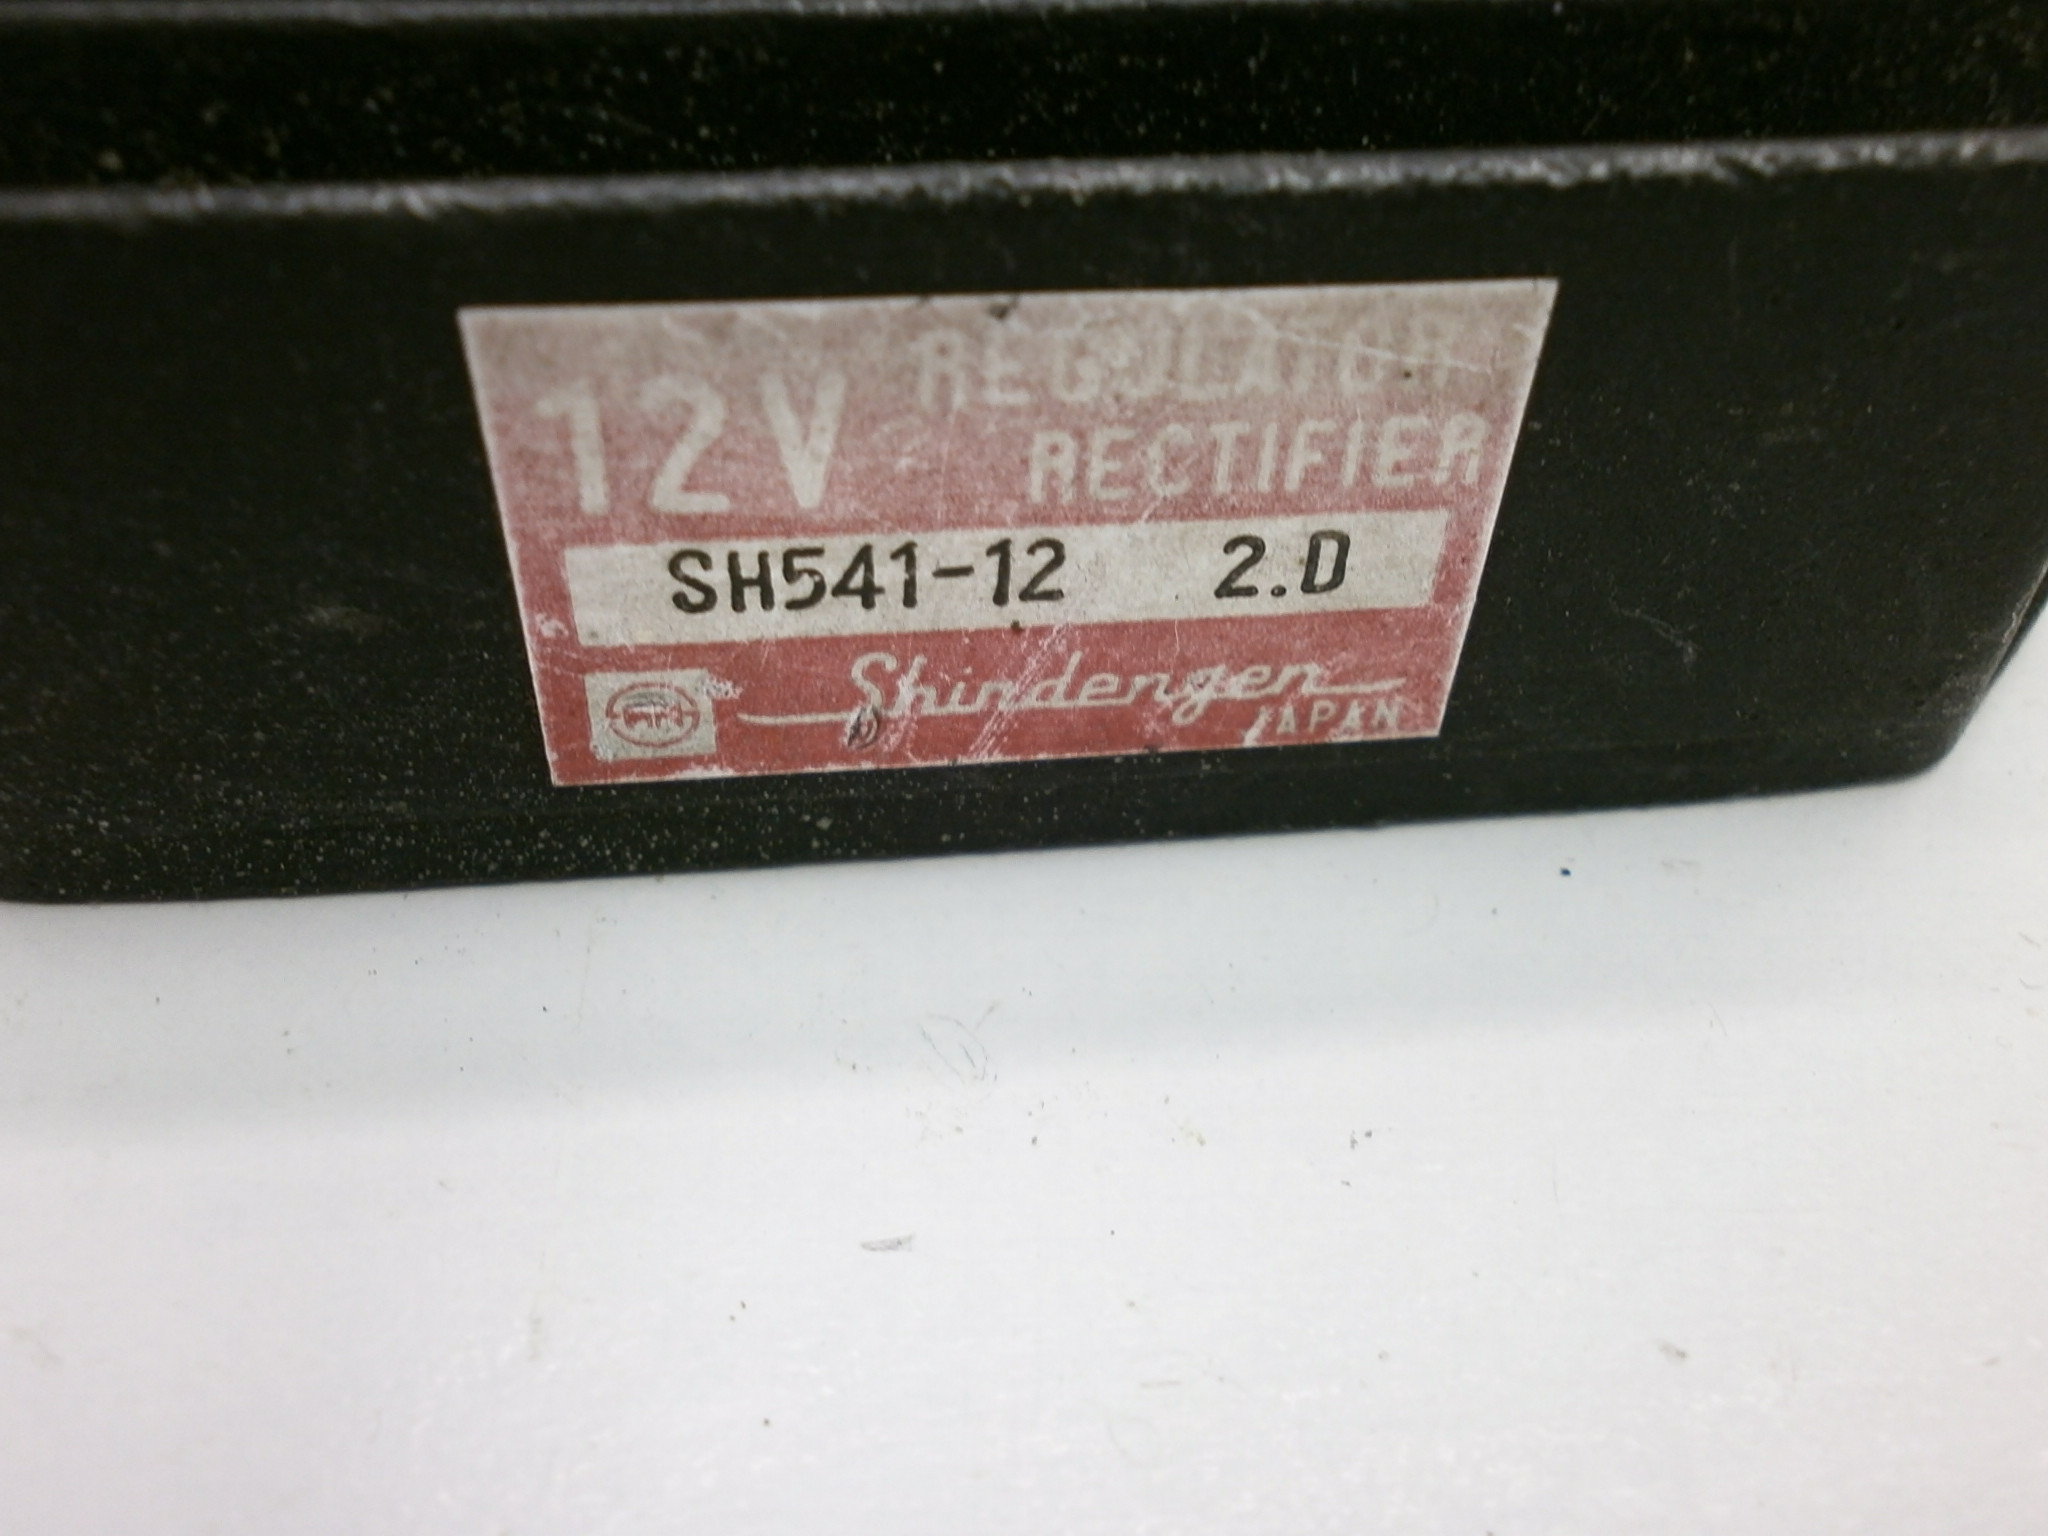 12V REGULATOR
RECTIFIER
SH541-12 2.D
Shindengen
JAPAN